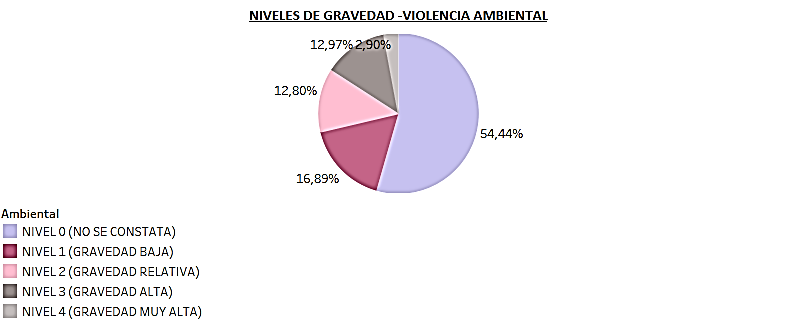 NIVELES DE GRAVEDAD -VIOLENCIA AMBIENTAL
12,97% 2,90%
12,80%
54,44%
16,89%
Ambiental
NIVEL 0 (NO SE CONSTATA)
NIVEL 1 (GRAVEDAD BAJA)
NIVEL 2 (GRAVEDAD RELATIVA)
NIVEL 3 (GRAVEDAD ALTA)
NIVEL 4 (GRAVEDAD MUY ALTA)